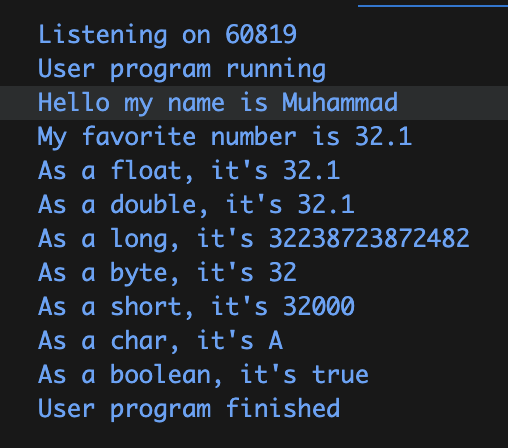 Listening on 60819
User program running
Hello my name is Muhammad
My favorite number is 32.1
As a float, it's 32.1
As a double, it's 32.1
As a long, it's 32238723872482
As a byte, it's 32
As a short, it's 32000
As a char, it's A
As a boolean, it's true
User program finished